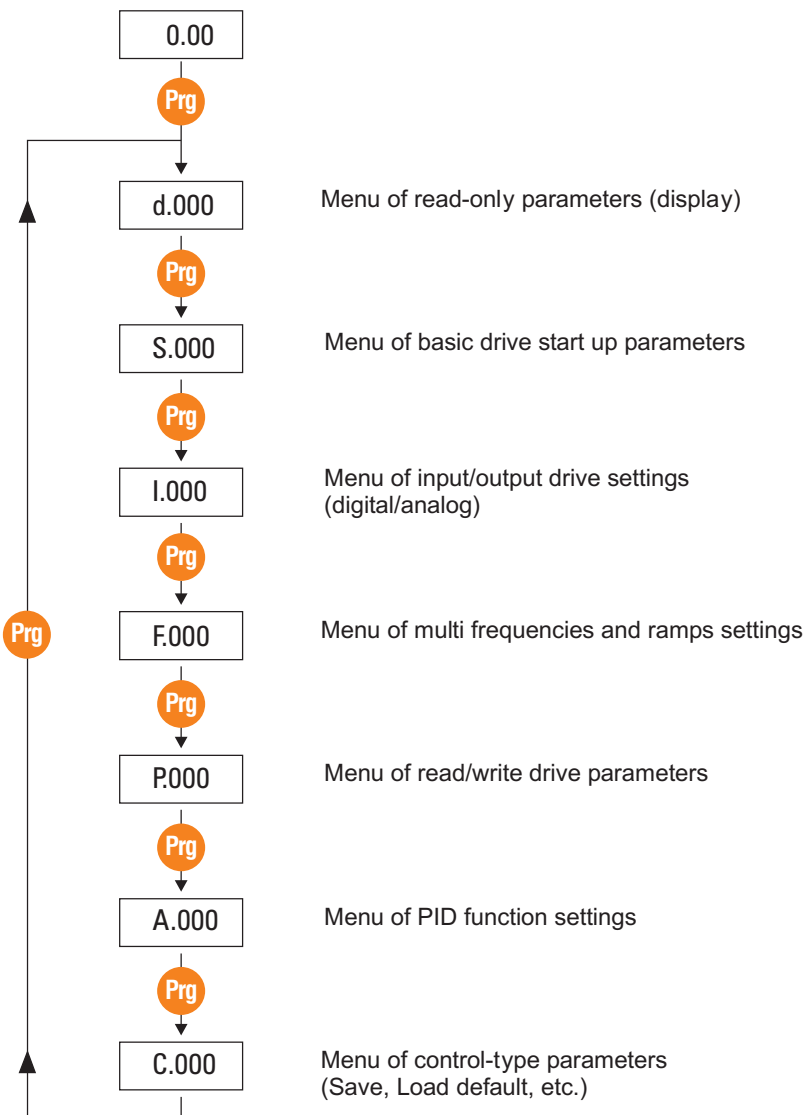 0.00
Prg
d.000
Menu of read-only parameters (display)
Prg
S.000
Menu of basic drive start up parameters
Prg
I.000
Menu of input/output drive settings
(digital/analog)
Prg
Prg
F.000
Menu of multi frequencies and ramps settings
Prg
P.000
Menu of read/write drive parameters
Prg
A.000
Menu of PID function settings
Prg
C.000
Menu of control-type parameters
(Save, Load default, etc.)